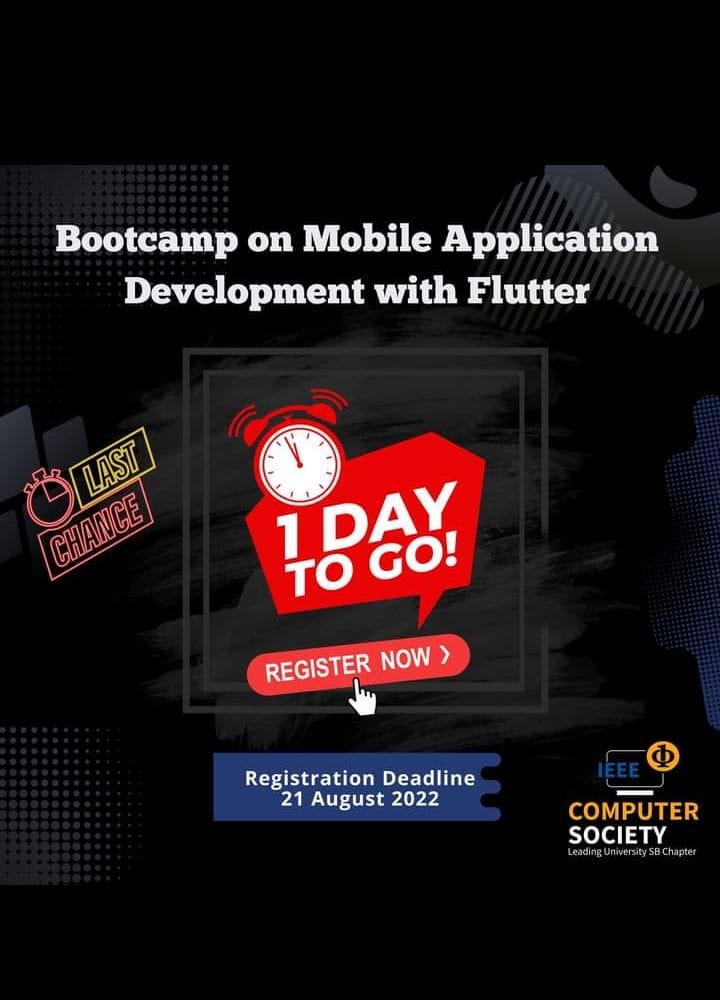 Bootcamp on Mobile Application
Development with Flutter
LAST
CHANCE
1 DAY
TO GO!
REGISTER NOW ❯
Registration Deadline
21 August 2022
IEEE
COMPUTER
SOCIETY
Leading University SB Chapter